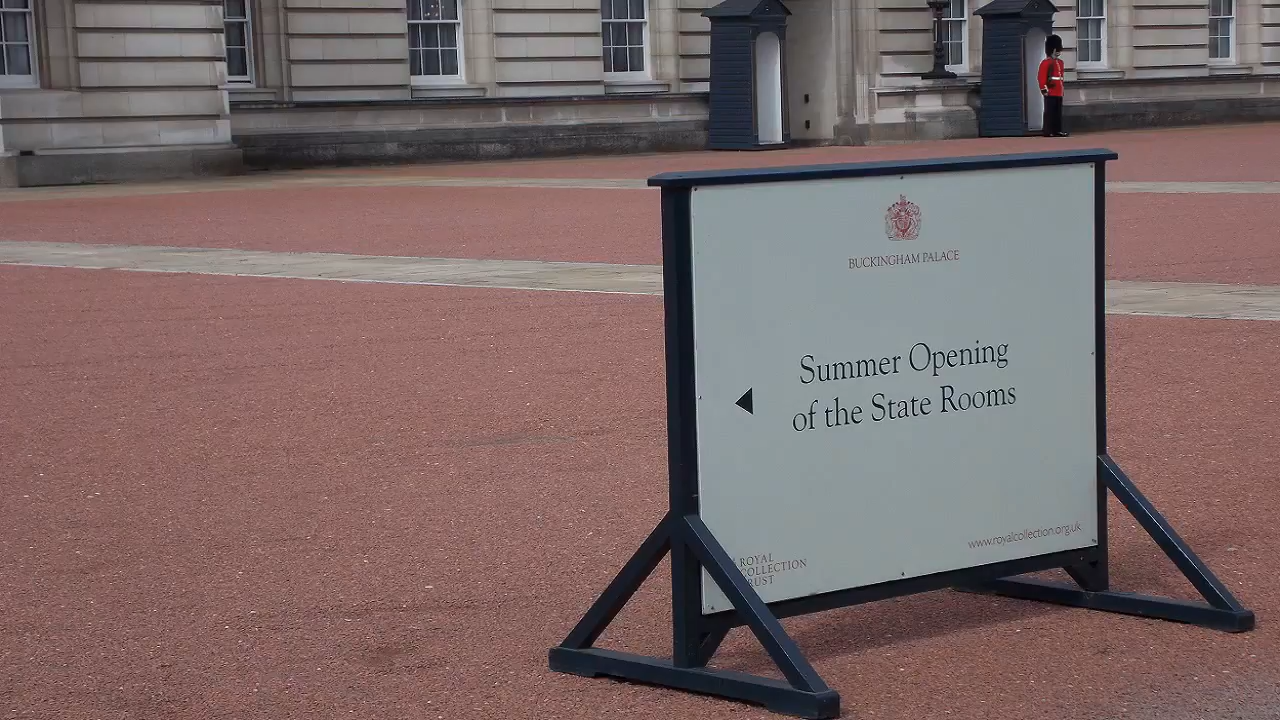 BUCKINGHAM PALACE
Summer Opening
of the State Rooms
www.royalcollection.org.uk
ROYAL
COLLECTION
TRUST